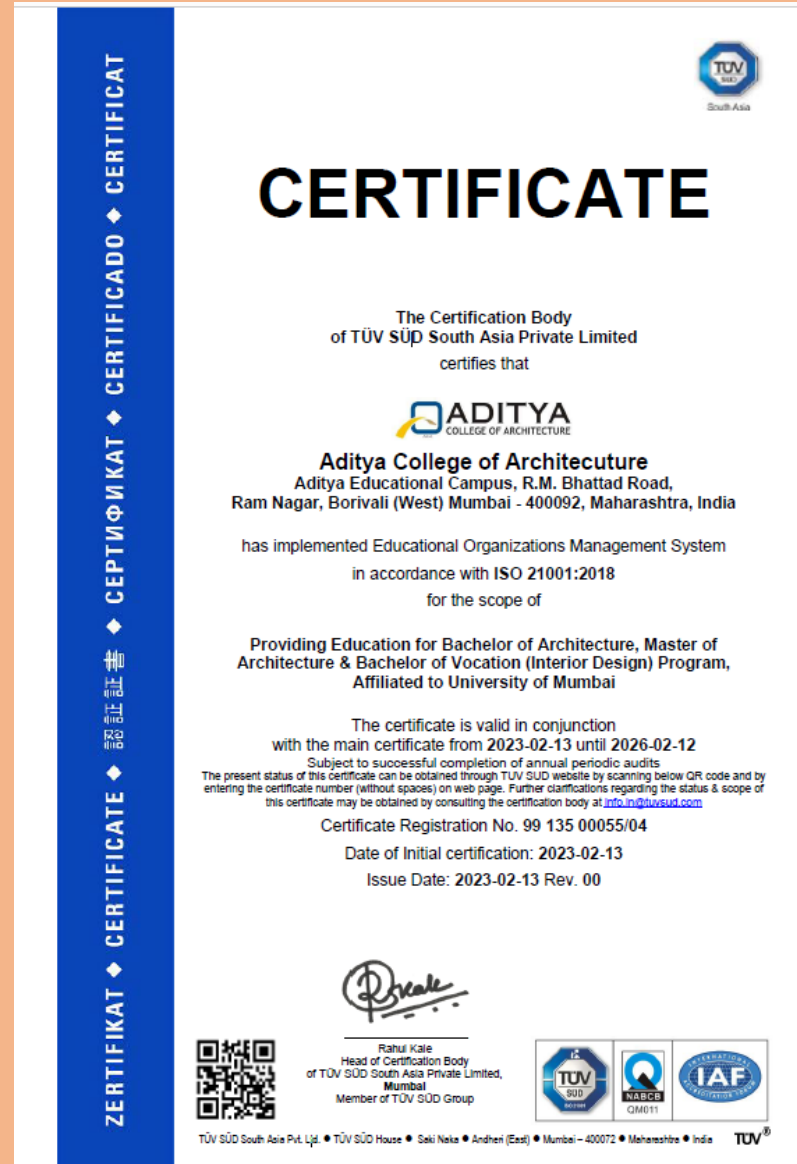 TÜV
SÜD
South Asia
CERTIFICATE
The Certification Body
of TÜV SÜD South Asia Private Limited
certifies that
ADITYA
COLLEGE OF ARCHITECTURE
Aditya College of Architecuture
Aditya Educational Campus, R.M. Bhattad Road,
Ram Nagar, Borivali (West) Mumbai - 400092, Maharashtra, India
has implemented Educational Organizations Management System
in accordance with ISO 21001:2018
for the scope of
Providing Education for Bachelor of Architecture, Master of
Architecture & Bachelor of Vocation (Interior Design) Program,
Affiliated to University of Mumbai
The certificate is valid in conjunction
with the main certificate from 2023-02-13 until 2026-02-12
Subject to successful completion of annual periodic audits
The present status of this certificate can be obtained through TUV SUD website by scanning below QR code and by
entering the certificate number (without spaces) on web page. Further clarifications regarding the status & scope of
this certificate may be obtained by consulting the certification body at info.in@tuvsud.com
Certificate Registration No. 99 135 00055/04
Date of Initial certification: 2023-02-13
Issue Date: 2023-02-13 Rev. 00
Rahul Kale
Head of Certification Body
of TÜV SÜD South Asia Private Limited,
Mumbai
Member of TÜV SÜD Group
TÜV
SÜD
NABCB
QM011
INTERNATIONAL
IAF
ACCREDITATION FORUM
TÜV SÜD South Asia Pvt. Ltd. ● TÜV SÜD House ● Saki Naka ● Andheri (East) ● Mumbai – 400072 ● Maharashtra ● India TÜV®
ZERTIFIKAT ◆ CERTIFICATE ◆ 認証証書 ◆ СЕРТИФИКАТ ◆ CERTIFICADO ◆ CERTIFICAT